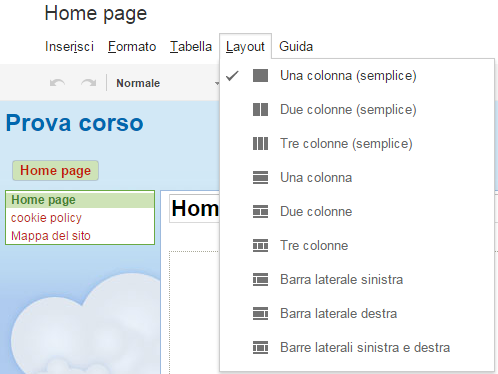 Home page
Inserisci Formato Tabella Layout Guida
Normale
Una colonna (semplice)
Due colonne (semplice)
Tre colonne (semplice)
Una colonna
Due colonne
Tre colonne
Barra laterale sinistra
Barra laterale destra
Barre laterali sinistra e destra
Prova corso
Home page
Home page
cookie policy
Mappa del sito
Hom